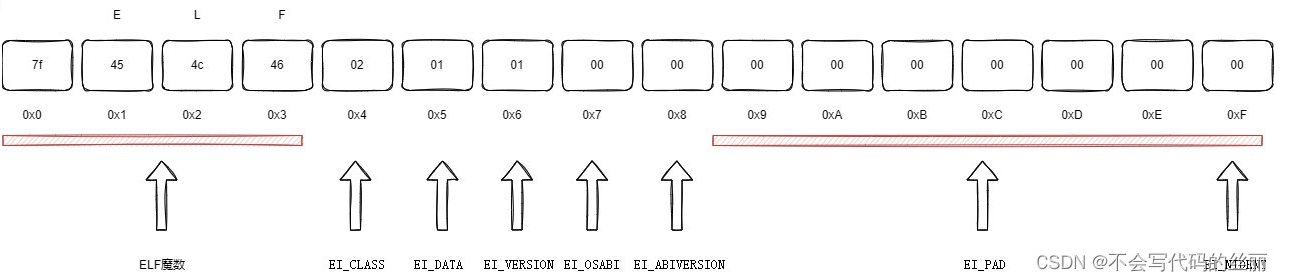 E L F
7f 45 4c 46 02 01 01 00 00 00 00 00 00 00 00 00
0x0 0x1 0x2 0x3 0x4 0x5 0x6 0x7 0x8 0x9 0xA 0xB 0xC 0xD 0xE 0xF
ELF魔数 EI_CLASS EI_DATA EI_VERSION EI_OSABI EI_ABIVERSION EI_PAD EI_NIDENT
CSDN @不会写代码的丝丽